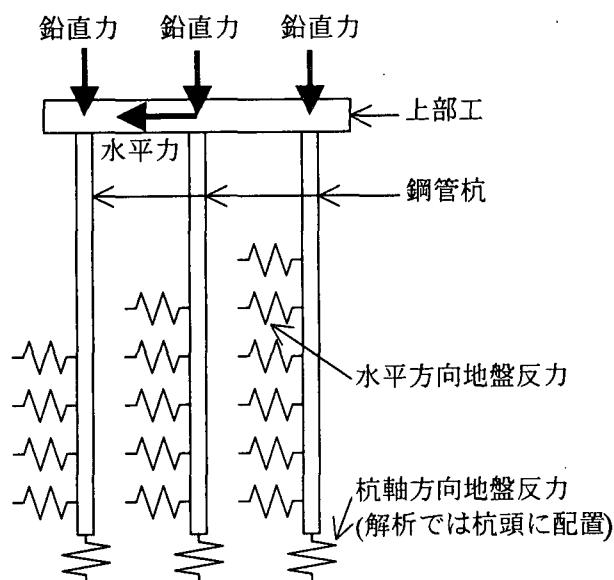 鉛直力 鉛直力 鉛直力
上部工
水平力
鋼管杭
水平方向地盤反力
杭軸方向地盤反力
(解析では杭頭に配置)